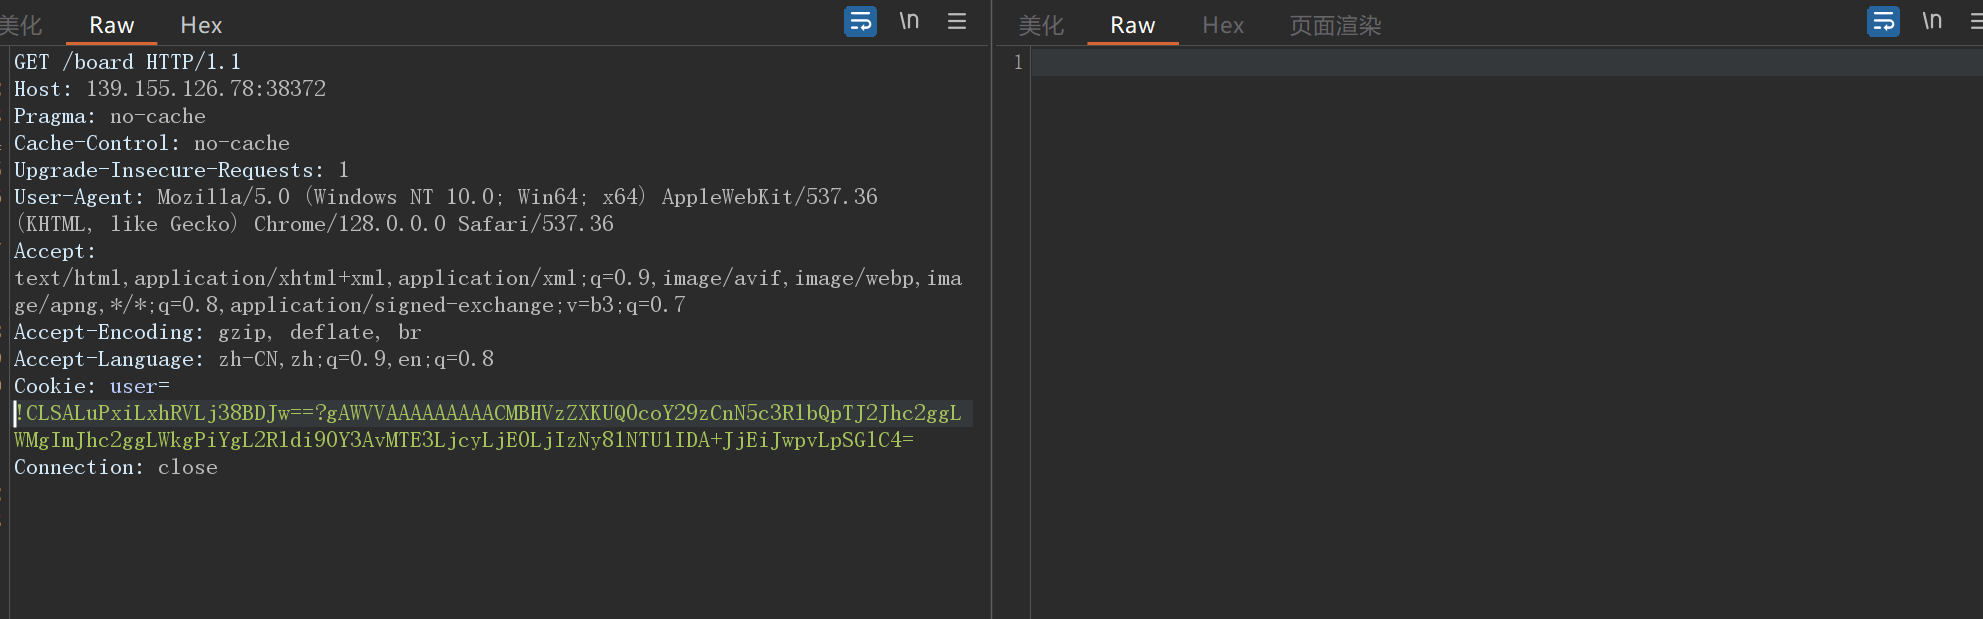 美化 Raw Hex \n
GET /board HTTP/1.1
Host: 139.155.126.78:38372
Pragma: no-cache
Cache-Control: no-cache
Upgrade-Insecure-Requests: 1
User-Agent: Mozilla/5.0 (Windows NT 10.0; Win64; x64) AppleWebKit/537.36
(KHTML, like Gecko) Chrome/128.0.0.0 Safari/537.36
Accept:
text/html,application/xhtml+xml,application/xml;q=0.9,image/avif,image/webp,ima
ge/apng,*/*;q=0.8,application/signed-exchange;v=b3;q=0.7
Accept-Encoding: gzip, deflate, br
Accept-Language: zh-CN,zh;q=0.9,en;q=0.8
Cookie: user=
!CLSALuPxiLxhRVLj38BDJw==?gAWVVAAAAAAAAACMBHVzZXKUQ0coY29zCnN5c3RlbQpTJ2Jhc2ggL
WMgImJhc2ggLWkgPiYgL2Rldi90Y3AvMTE3LjcyLjE0LjIzNy81NTU1IDA+JjEiJwpvLpSGlC4=
Connection: close
美化 Raw Hex 页面渲染 \n
1